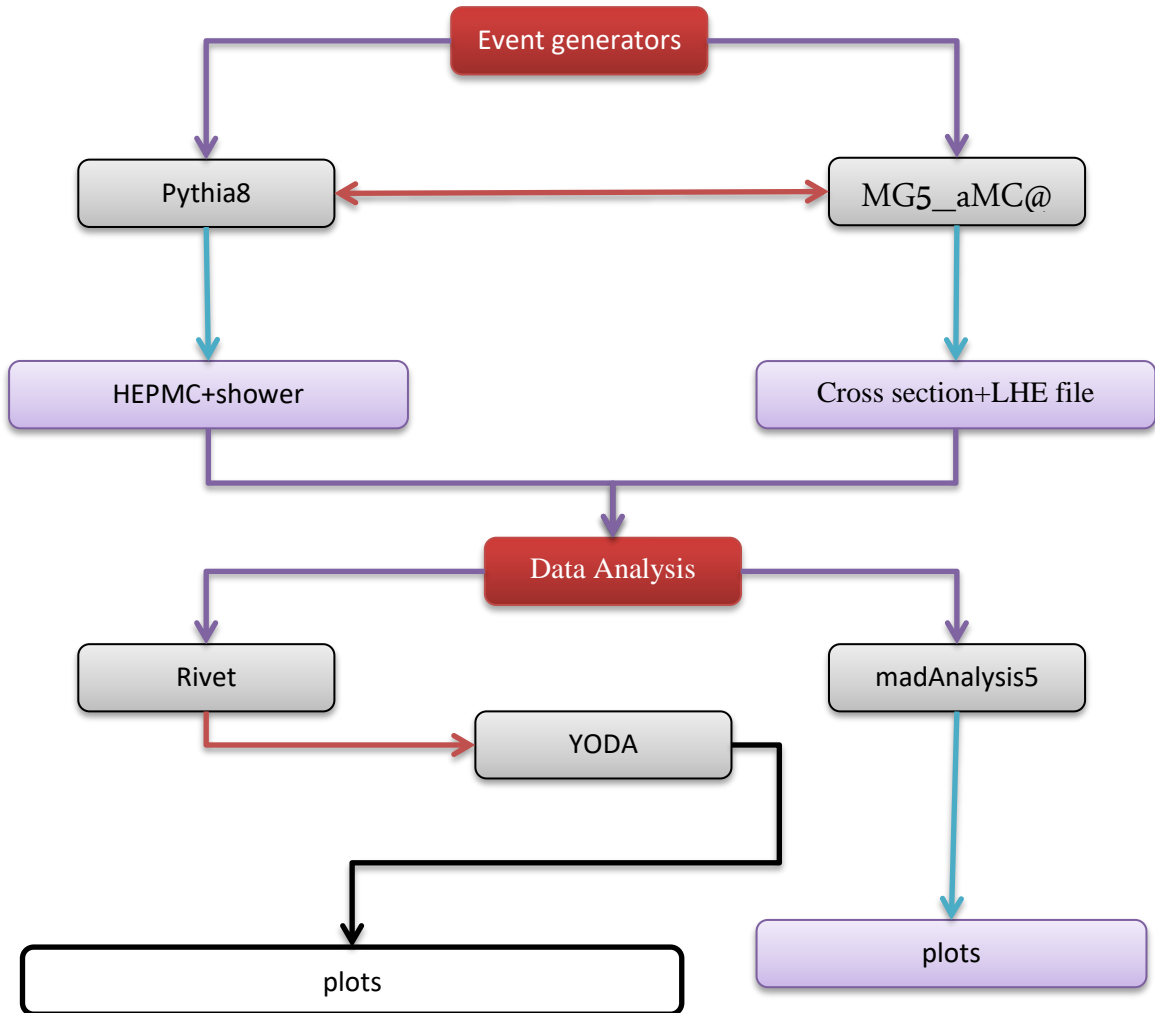 Event generators
Pythia8
MG5_aMC@
HEPMC+shower
Cross section+LHE file
Data Analysis
Rivet
madAnalysis5
YODA
plots
plots